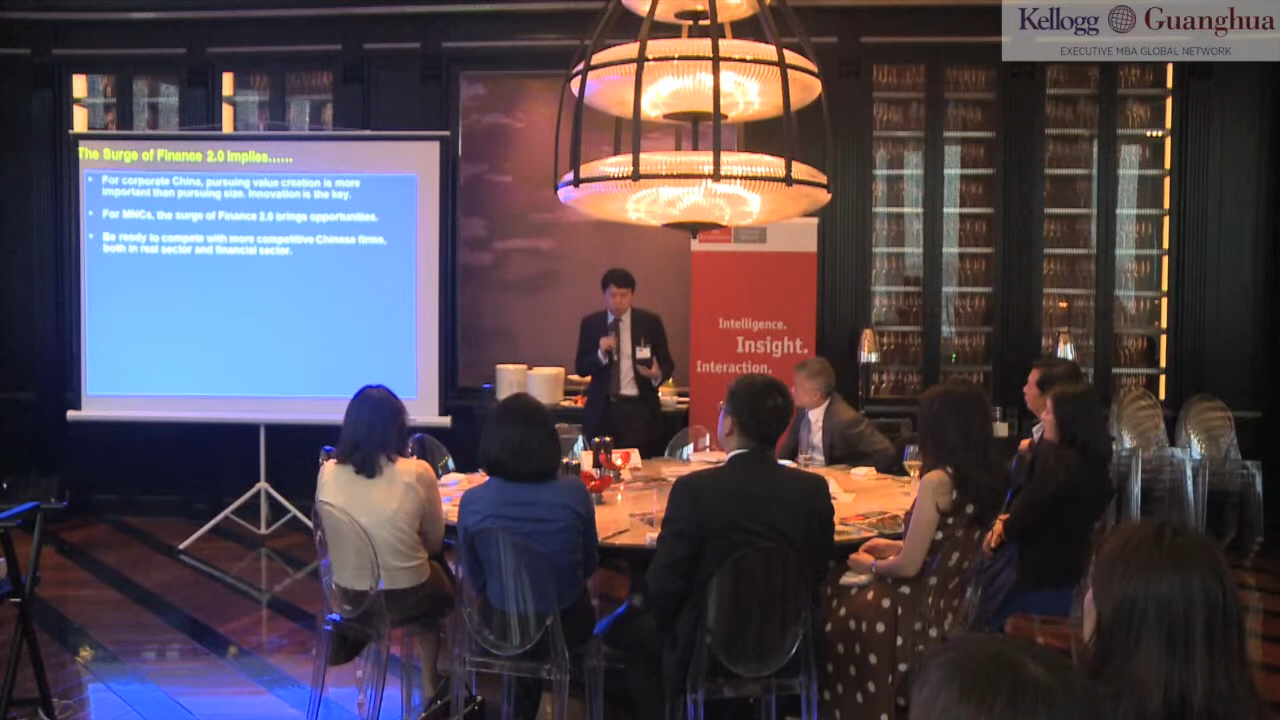 Kellogg Guanghua
EXECUTIVE MBA GLOBAL NETWORK
The Surge of Finance 2.0 Implies......
• For corporate China, pursuing value creation is more
important than pursuing size. Innovation is the key.
• For MNCs, the surge of Finance 2.0 brings opportunities.
• Be ready to compete with more competitive Chinese firms,
both in real sector and financial sector.
Intelligence.
Insight.
Interaction.